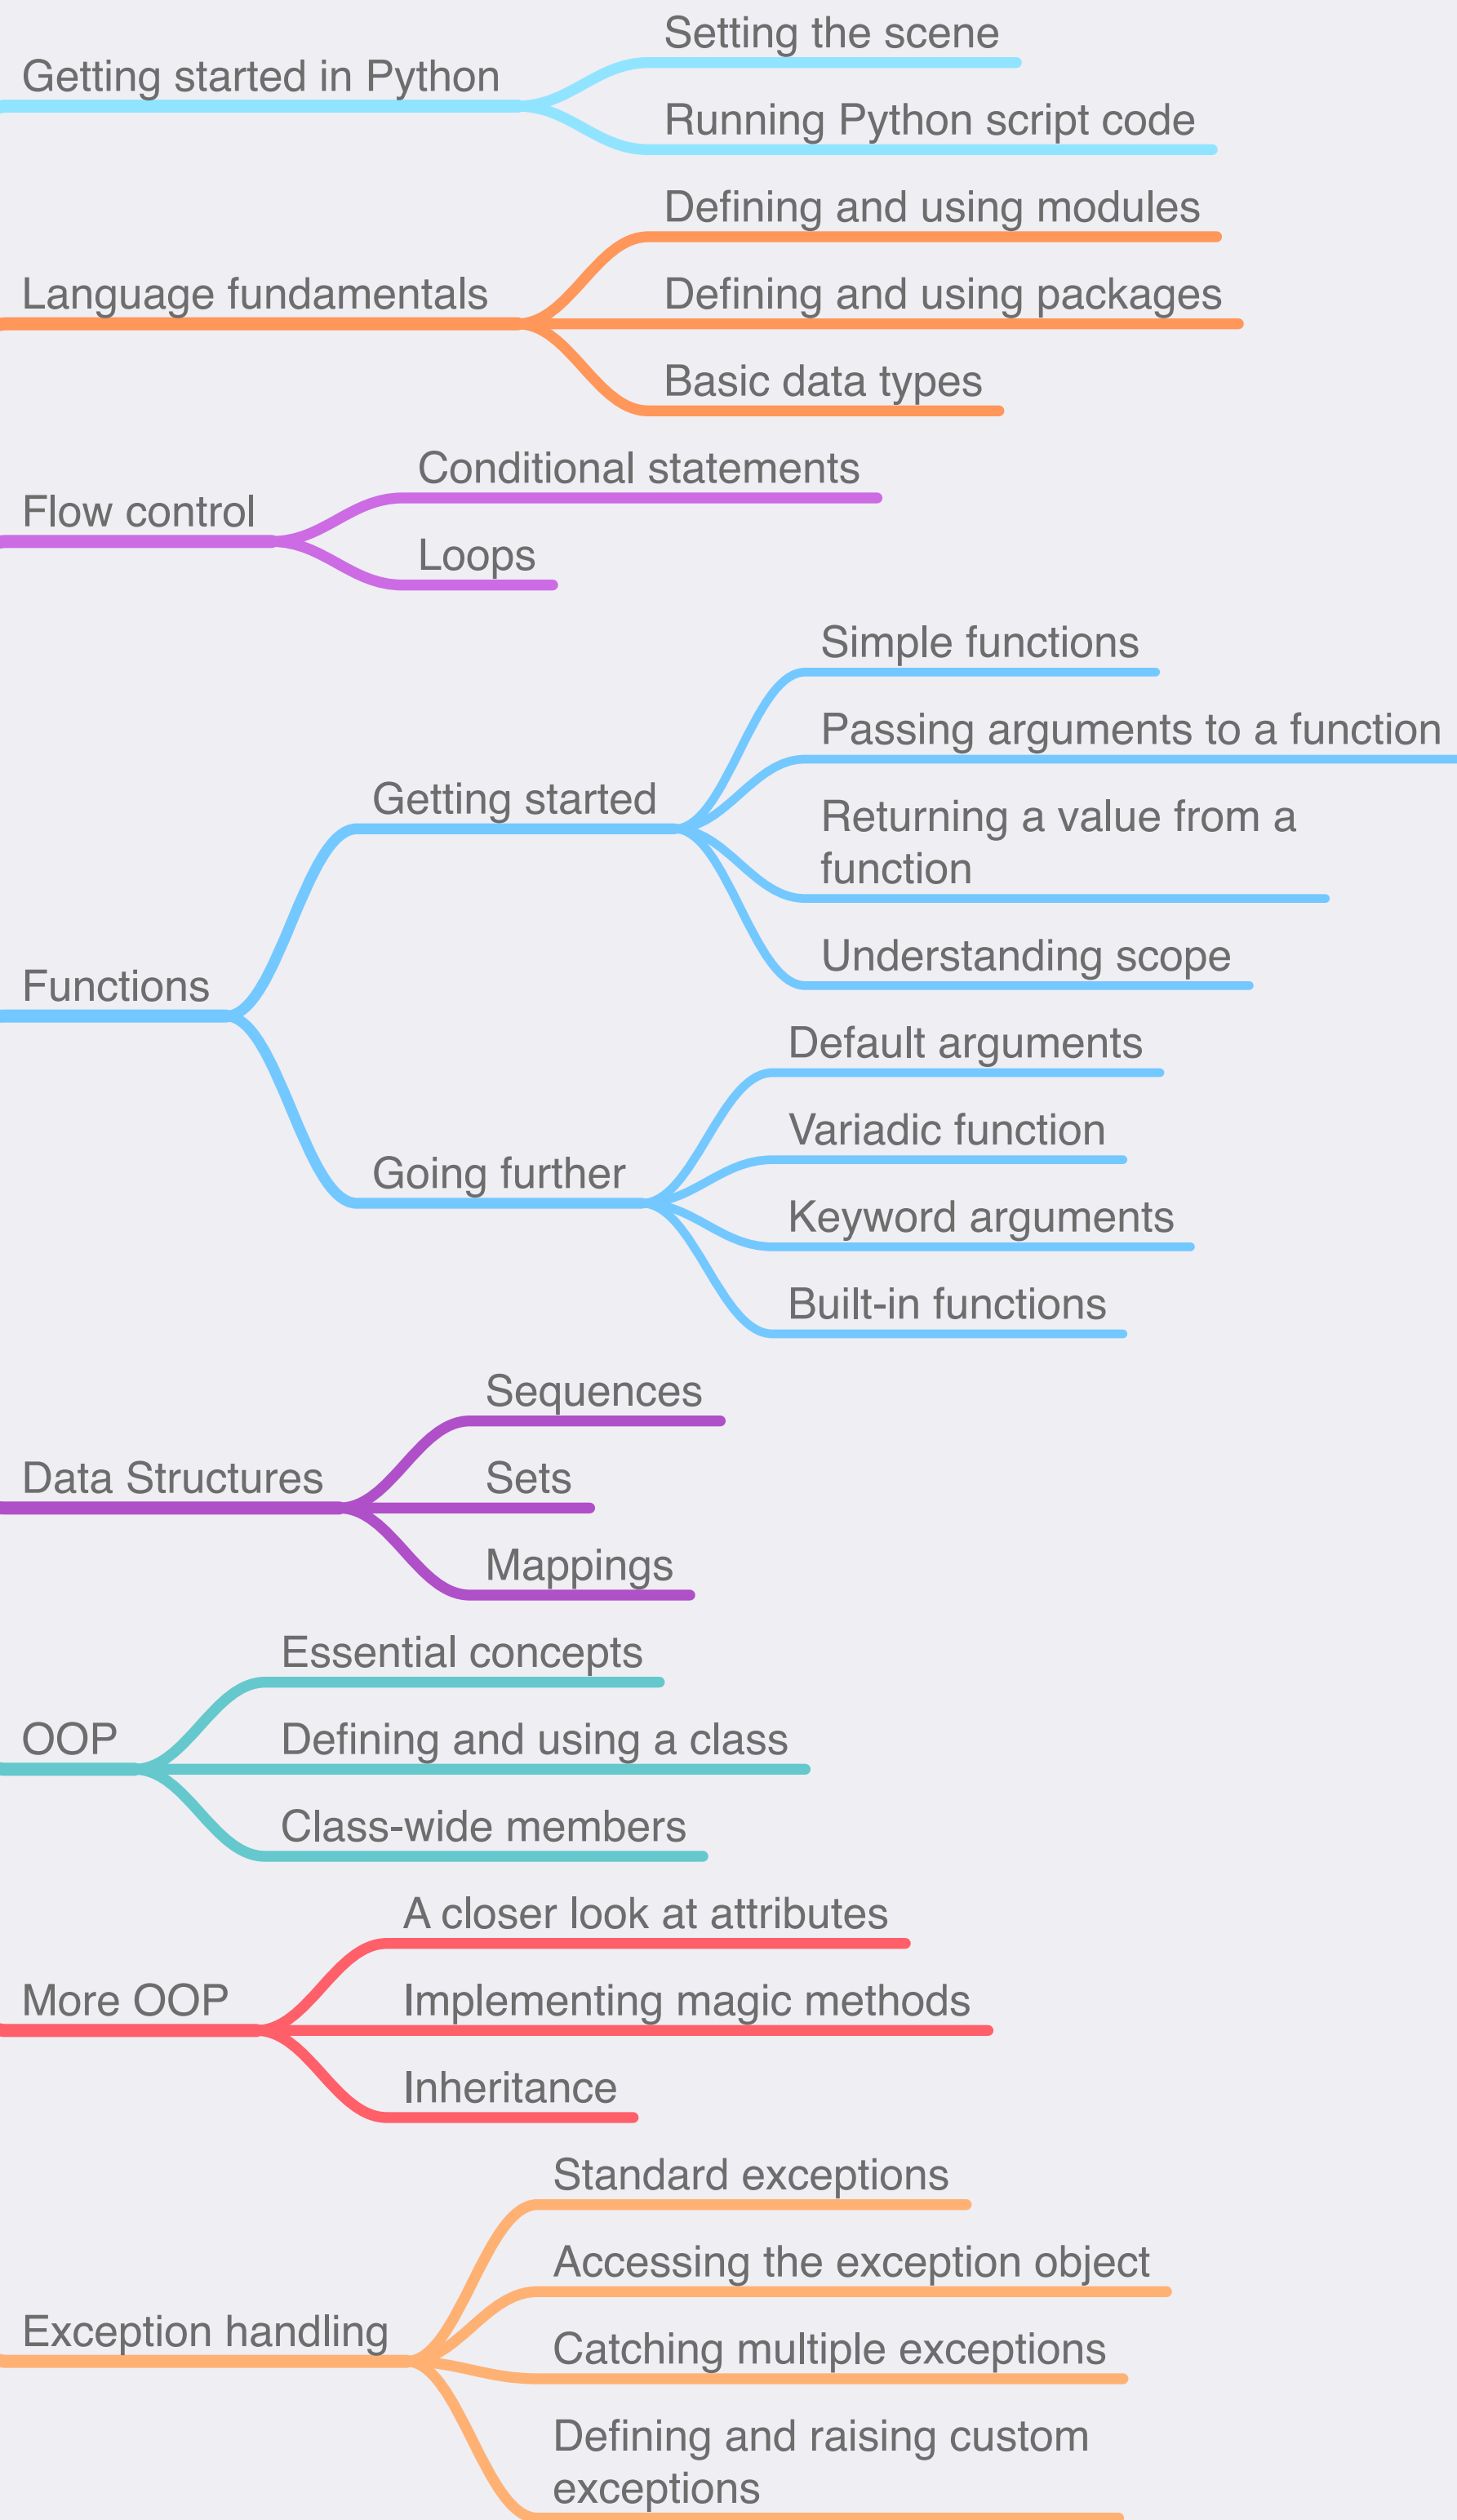 Getting started in Python
Setting the scene
Running Python script code
Language fundamentals
Defining and using modules
Defining and using packages
Basic data types
Flow control
Conditional statements
Loops
Functions
Getting started
Simple functions
Passing arguments to a function
Returning a value from a
function
Understanding scope
Going further
Default arguments
Variadic function
Keyword arguments
Built-in functions
Data Structures
Sequences
Sets
Mappings
OOP
Essential concepts
Defining and using a class
Class-wide members
More OOP
A closer look at attributes
Implementing magic methods
Inheritance
Exception handling
Standard exceptions
Accessing the exception object
Catching multiple exceptions
Defining and raising custom
exceptions